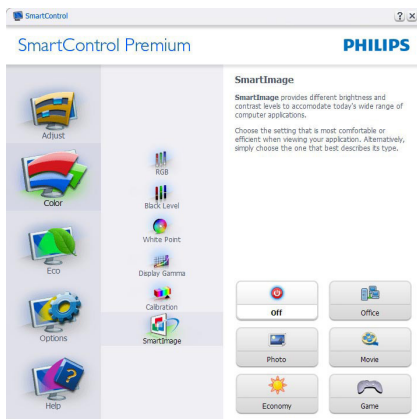 SmartControl
SmartControl Premium
PHILIPS
Adjust
Color
Eco
Options
Help
RGB
Black Level
White Point
Display Gamma
Calibration
SmartImage
SmartImage
SmartImage provides different brightness and
contrast levels to accomodate today's wide range of
computer applications.
Choose the setting that is most comfortable or
efficient when viewing your application. Alternatively,
simply choose the one that best describes its type.
Off
Office
Photo
Movie
Economy
Game